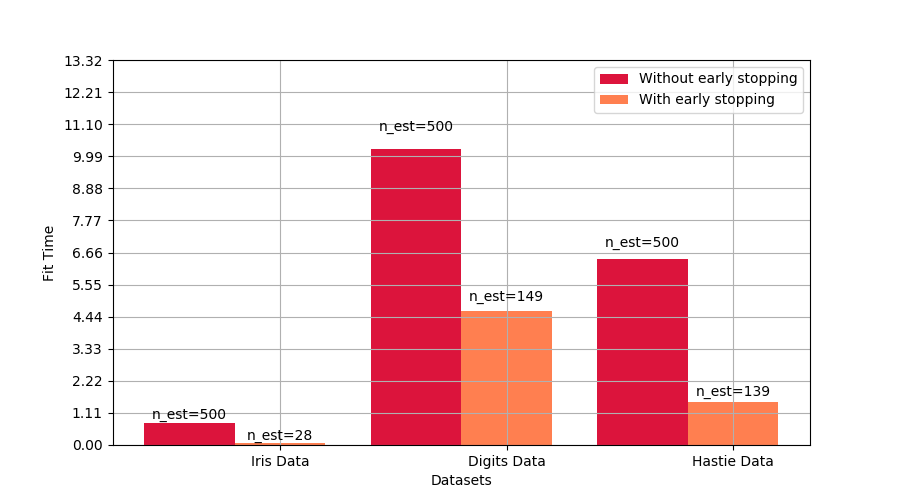 Without early stopping
With early stopping
13.32
12.21
11.10
9.99
8.88
7.77
6.66
5.55
4.44
3.33
2.22
1.11
0.00
Fit Time
n_est=500
n_est=28
n_est=500
n_est=149
n_est=500
n_est=139
Iris Data
Digits Data
Hastie Data
Datasets